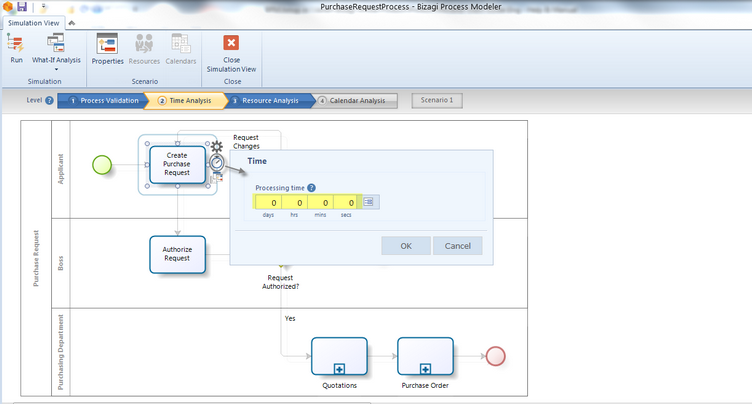 PurchaseRequestProcess - Bizagi Process Modeler
Simulation View
Run
What-If Analysis
Properties
Resources
Calendars
Close
Simulation View
Simulation
Scenario
Close
Level ?
1 Process Validation
2 Time Analysis
3 Resource Analysis
4 Calendar Analysis
Scenario 1
Purchase Request
Applicant
Create
Purchase
Request
Request
Changes
Time
Processing time ?
0 0 0 0
days hrs mins secs
OK Cancel
Boss
Authorize
Request
Request
Authorized?
Purchasing Department
Yes
Quotations
Purchase Order